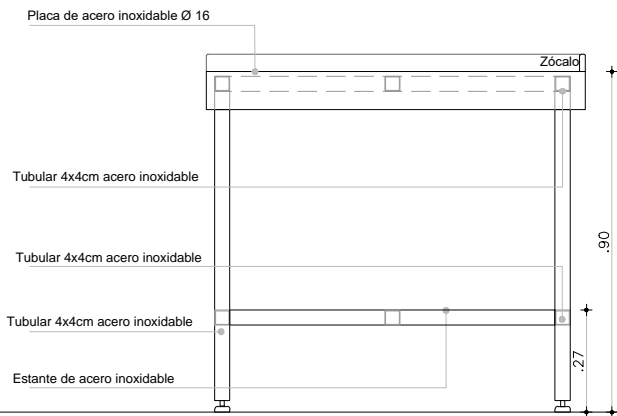 Placa de acero inoxidable Ø 16
Zócalo
Tubular 4x4cm acero inoxidable
.90
Tubular 4x4cm acero inoxidable
Tubular 4x4cm acero inoxidable
.27
Estante de acero inoxidable